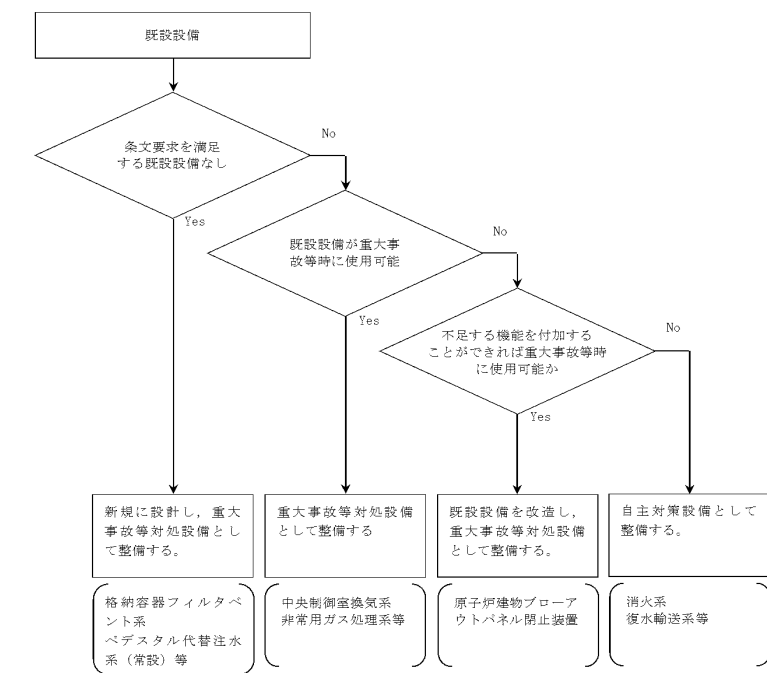 既設設備
条文要求を満足
する既設設備なし
No
Yes
既設設備が重大事
故等時に使用可能
No
Yes
不足する機能を付加する
ことができれば重大事故等時
に使用可能か
No
Yes
新規に設計し，重大
事故等対処設備とし
て整備する。
重大事故等対処設備
として整備する
既設設備を改造し，
重大事故等対処設備
として整備する。
自主対策設備として
整備する。
格納容器フィルタベ
ント系
ペデスタル代替注水
系（常設）等
中央制御室換気系
非常用ガス処理系等
原子炉建物ブローア
ウトパネル閉止装置
消火系
復水輸送系等